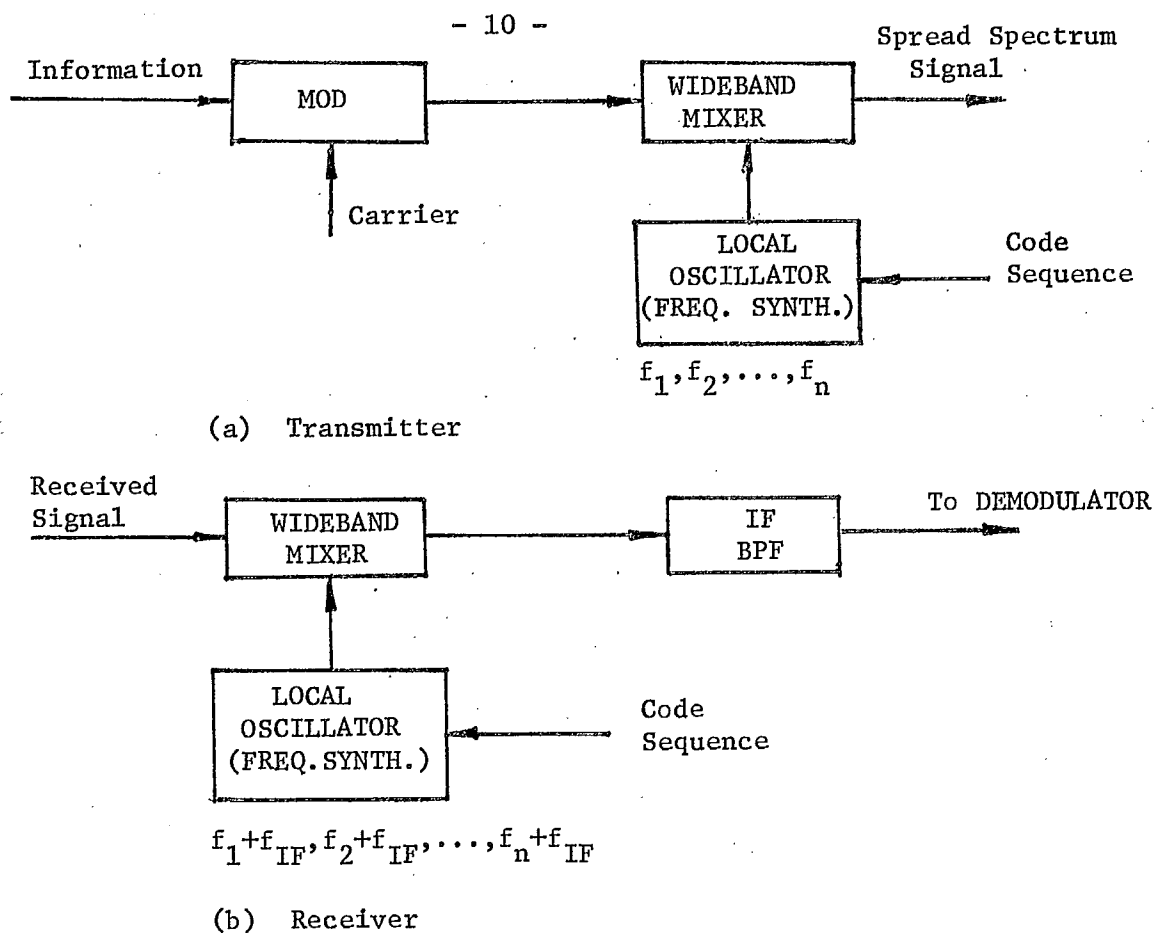 - 10 -
Information
MOD
Carrier
WIDEBAND
MIXER
Spread Spectrum
Signal
LOCAL
OSCILLATOR
(FREQ. SYNTH.)
Code
Sequence
f1,f2,...,fn
(a) Transmitter
Received
Signal
WIDEBAND
MIXER
IF
BPF
To DEMODULATOR
LOCAL
OSCILLATOR
(FREQ.SYNTH.)
Code
Sequence
f1+fIF,f2+fIF,...,fn+fIF
(b) Receiver